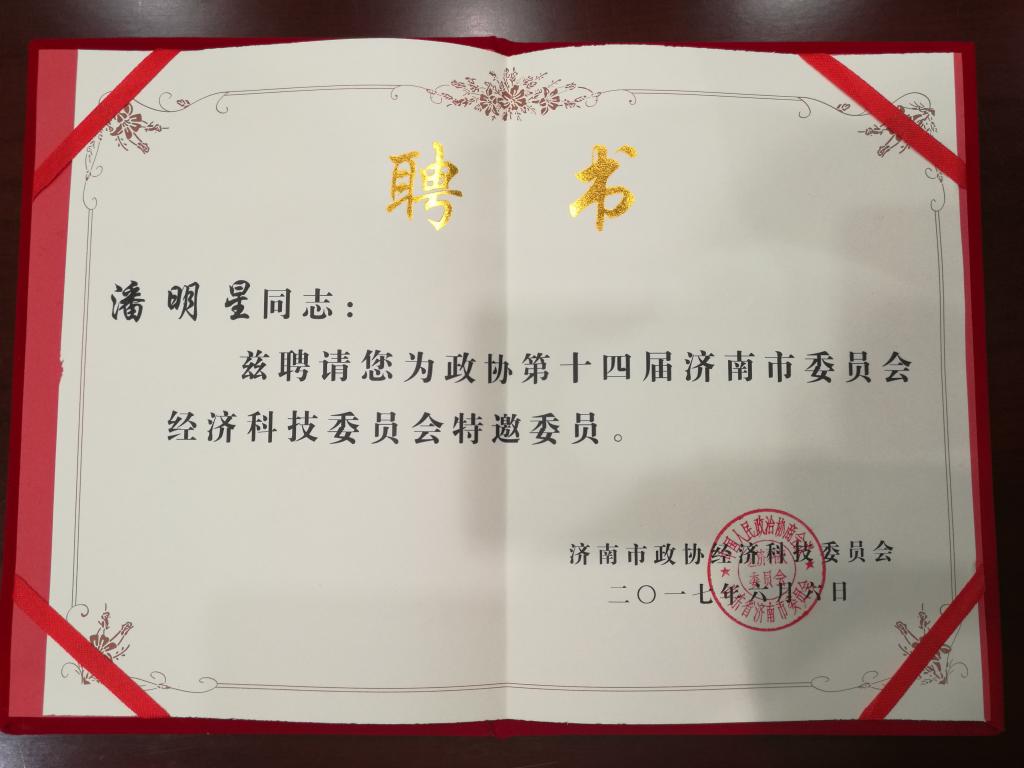 聘书
潘明星同志：
兹聘请您为政协第十四届济南市委员会
经济科技委员会特邀委员。
济南市政协经济科技委员会
二〇一七年六月六日